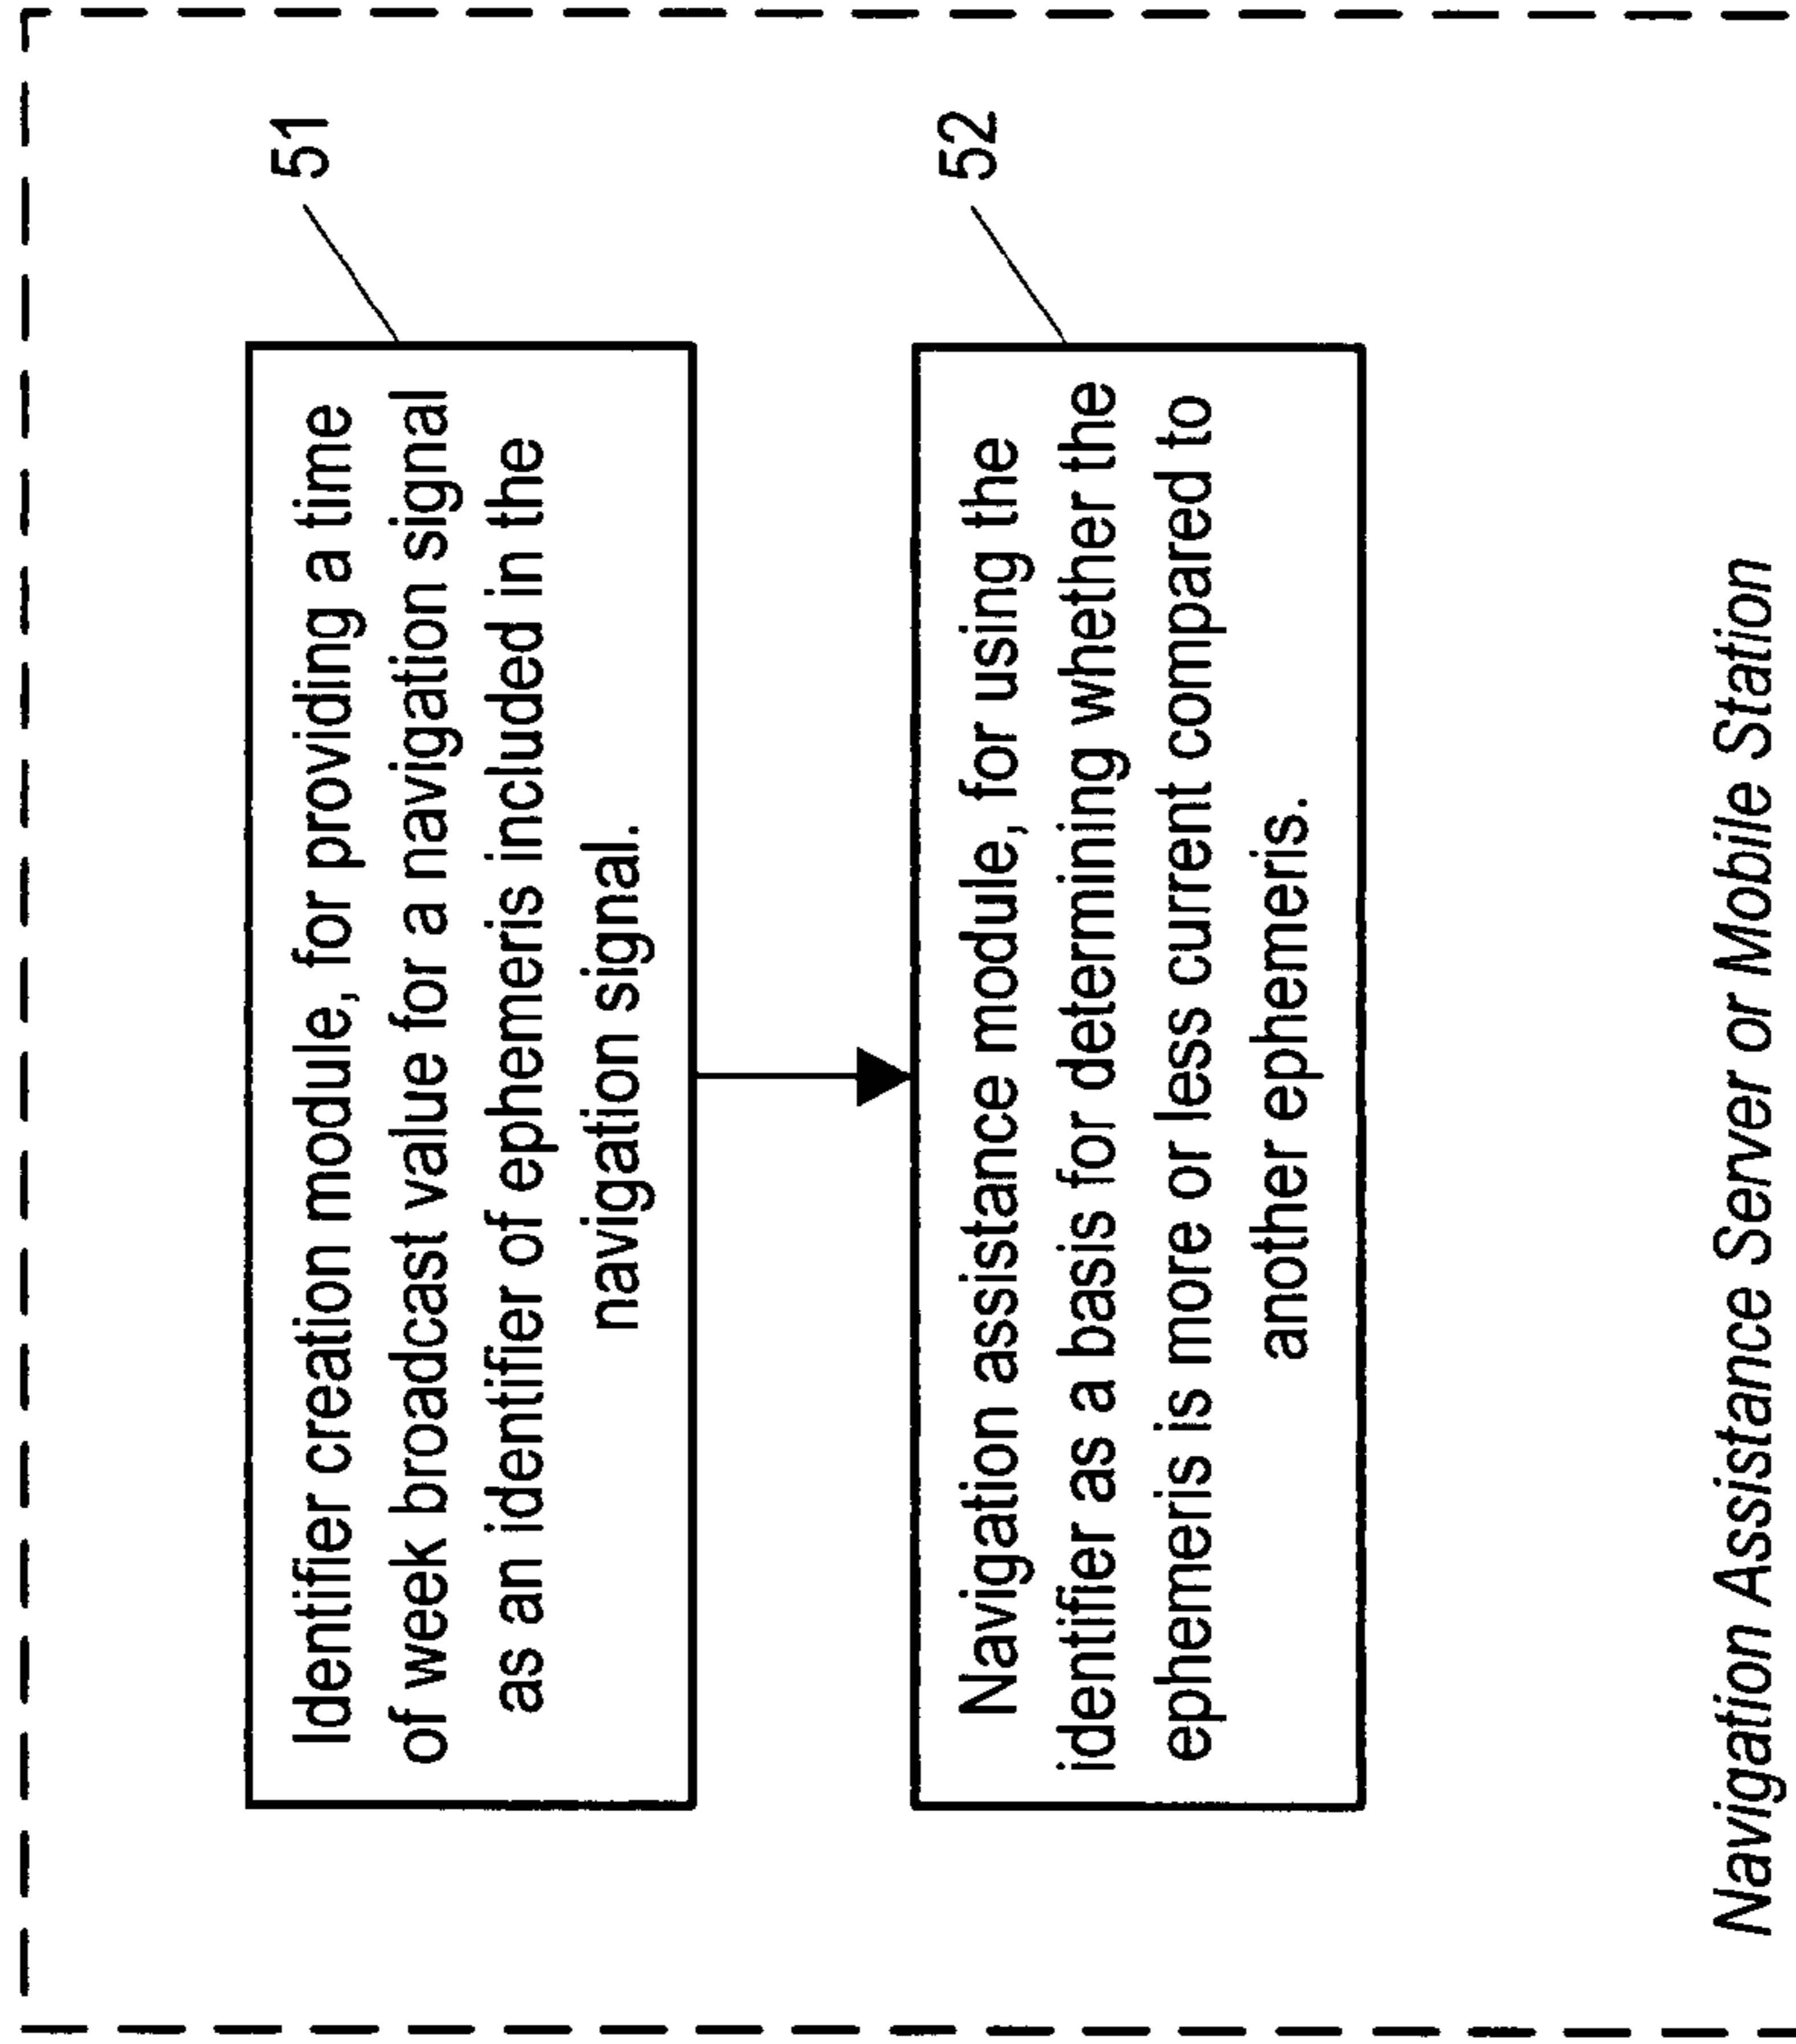 51
Identifier creation module, for providing a time
of week broadcast value for a navigation signal
as an identifier of ephemeris included in the
navigation signal.
52
Navigation assistance module, for using the
identifier as a basis for determining whether the
ephemeris is more or less current compared to
another ephemeris.
Navigation Assistance Server or Mobile Station